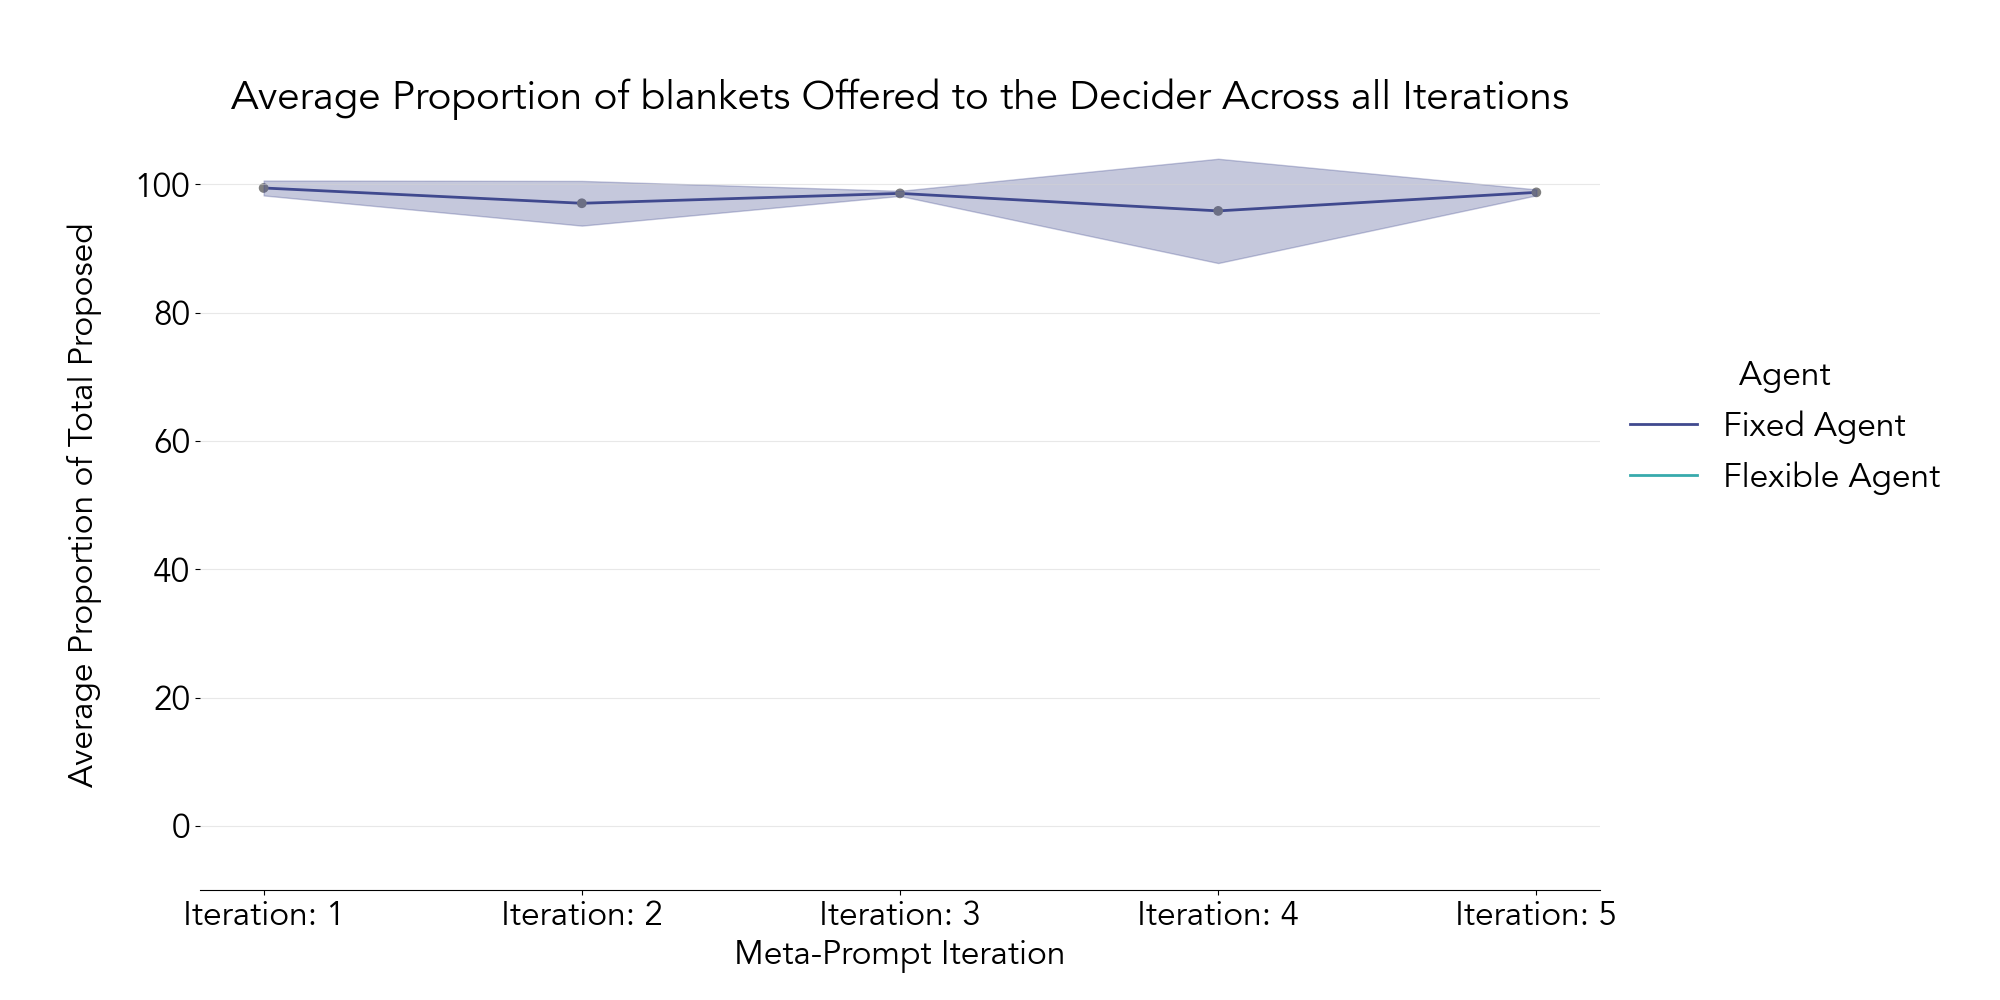 Average Proportion of blankets Offered to the Decider Across all Iterations
Average Proportion of Total Proposed
100
80
60
40
20
0
Iteration: 1
Iteration: 2
Iteration: 3
Iteration: 4
Iteration: 5
Meta-Prompt Iteration
Agent
Fixed Agent
Flexible Agent